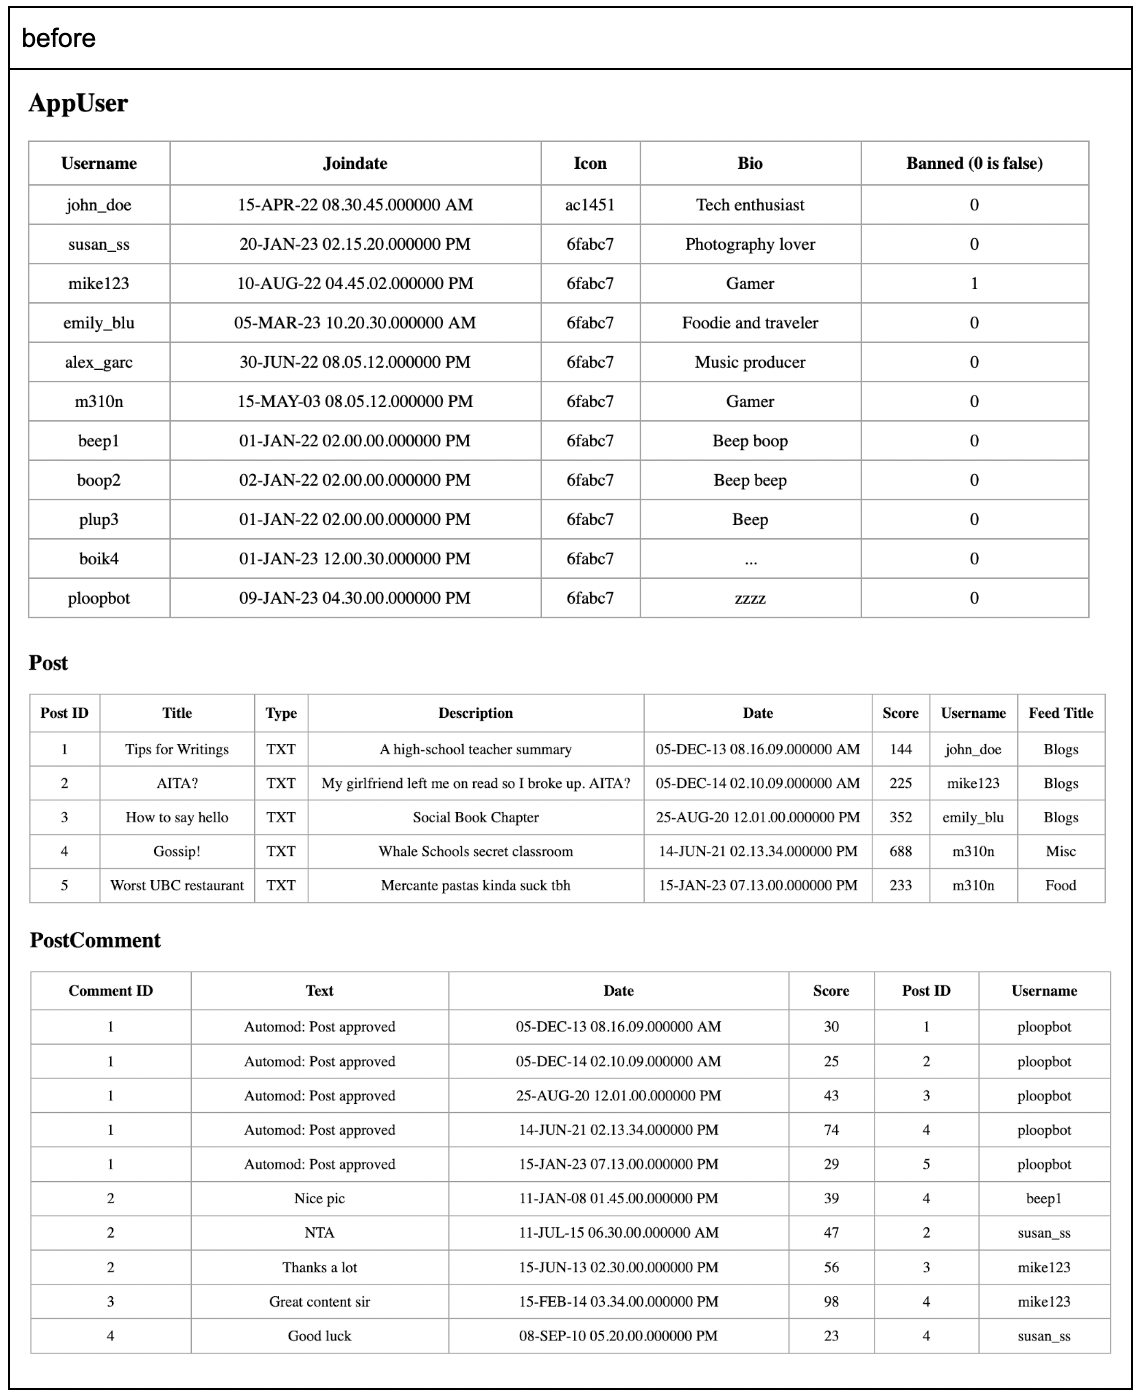 before
AppUser
Username Joindate Icon Bio Banned (0 is false)
john_doe 15-APR-22 08.30.45.000000 AM ac1451 Tech enthusiast 0
susan_ss 20-JAN-23 02.15.20.000000 PM 6fabc7 Photography lover 0
mike123 10-AUG-22 04.45.02.000000 PM 6fabc7 Gamer 1
emily_blu 05-MAR-23 10.20.30.000000 AM 6fabc7 Foodie and traveler 0
alex_garc 30-JUN-22 08.05.12.000000 PM 6fabc7 Music producer 0
m310n 15-MAY-03 08.05.12.000000 PM 6fabc7 Gamer 0
beep1 01-JAN-22 02.00.00.000000 PM 6fabc7 Beep boop 0
boop2 02-JAN-22 02.00.00.000000 PM 6fabc7 Beep beep 0
plup3 01-JAN-22 02.00.00.000000 PM 6fabc7 Beep 0
boik4 01-JAN-23 12.00.30.000000 PM 6fabc7 ... 0
ploopbot 09-JAN-23 04.30.00.000000 PM 6fabc7 zzzz 0
Post
Post ID Title Type Description Date Score Username Feed Title
1 Tips for Writings TXT A high-school teacher summary 05-DEC-13 08.16.09.000000 AM 144 john_doe Blogs
2 AITA? TXT My girlfriend left me on read so I broke up. AITA? 05-DEC-14 02.10.09.000000 AM 225 mike123 Blogs
3 How to say hello TXT Social Book Chapter 25-AUG-20 12.01.00.000000 PM 352 emily_blu Blogs
4 Gossip! TXT Whale Schools secret classroom 14-JUN-21 02.13.34.000000 PM 688 m310n Misc
5 Worst UBC restaurant TXT Mercante pastas kinda suck tbh 15-JAN-23 07.13.00.000000 PM 233 m310n Food
PostComment
Comment ID Text Date Score Post ID Username
1 Automod: Post approved 05-DEC-13 08.16.09.000000 AM 30 1 ploopbot
1 Automod: Post approved 05-DEC-14 02.10.09.000000 AM 25 2 ploopbot
1 Automod: Post approved 25-AUG-20 12.01.00.000000 PM 43 3 ploopbot
1 Automod: Post approved 14-JUN-21 02.13.34.000000 PM 74 4 ploopbot
1 Automod: Post approved 15-JAN-23 07.13.00.000000 PM 29 5 ploopbot
2 Nice pic 11-JAN-08 01.45.00.000000 PM 39 4 beep1
2 NTA 11-JUL-15 06.30.00.000000 AM 47 2 susan_ss
2 Thanks a lot 15-JUN-13 02.30.00.000000 PM 56 3 mike123
3 Great content sir 15-FEB-14 03.34.00.000000 PM 98 4 mike123
4 Good luck 08-SEP-10 05.20.00.000000 PM 23 4 susan_ss